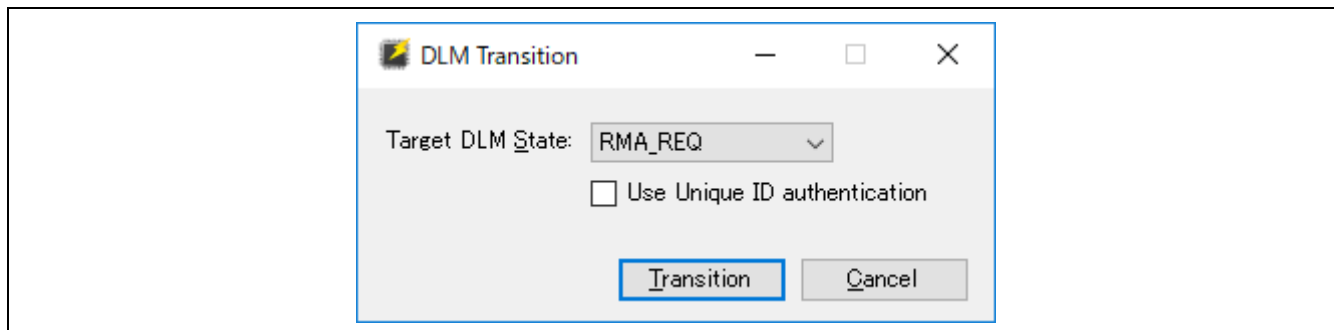 DLM Transition
Target DLM State: RMA_REQ
Use Unique ID authentication
Transition Cancel